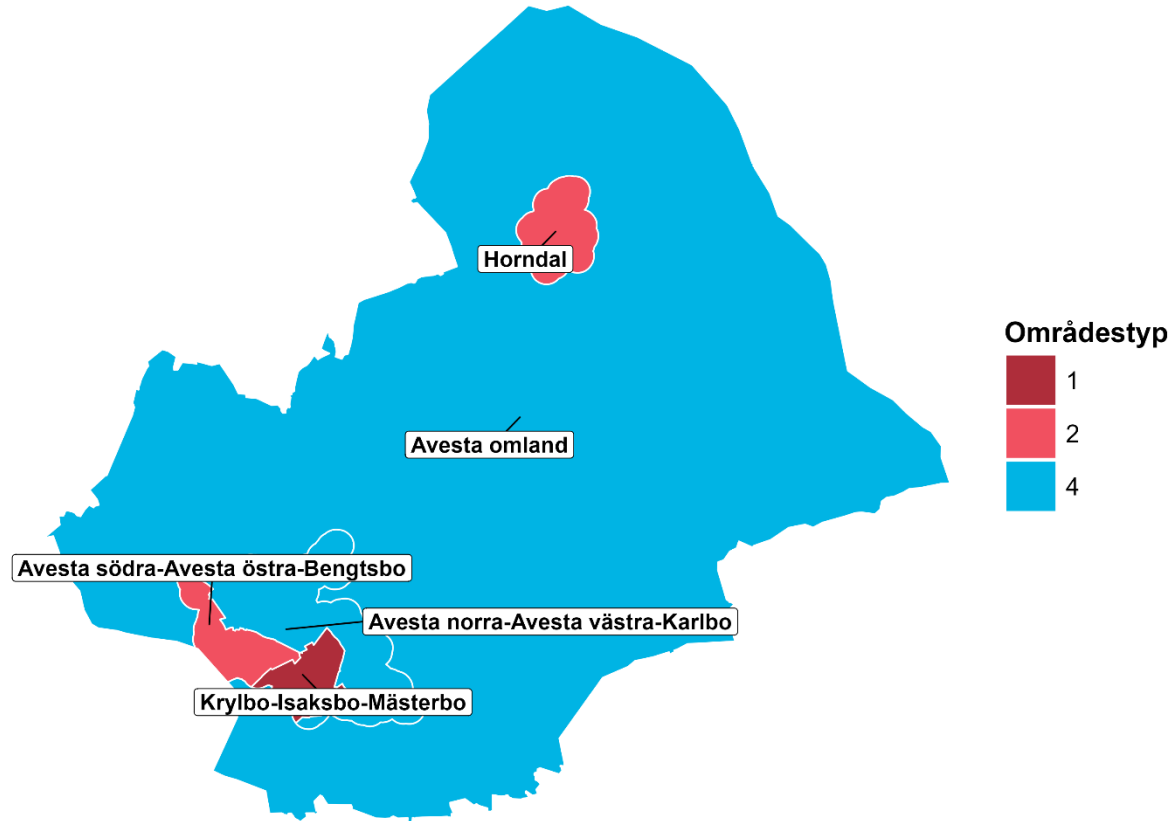 Horndal
Avesta omland
Avesta södra-Avesta östra-Bengtsbo
Avesta norra-Avesta västra-Karlbo
Krylbo-Isaksbo-Mästerbo
Områdestyp
1
2
4